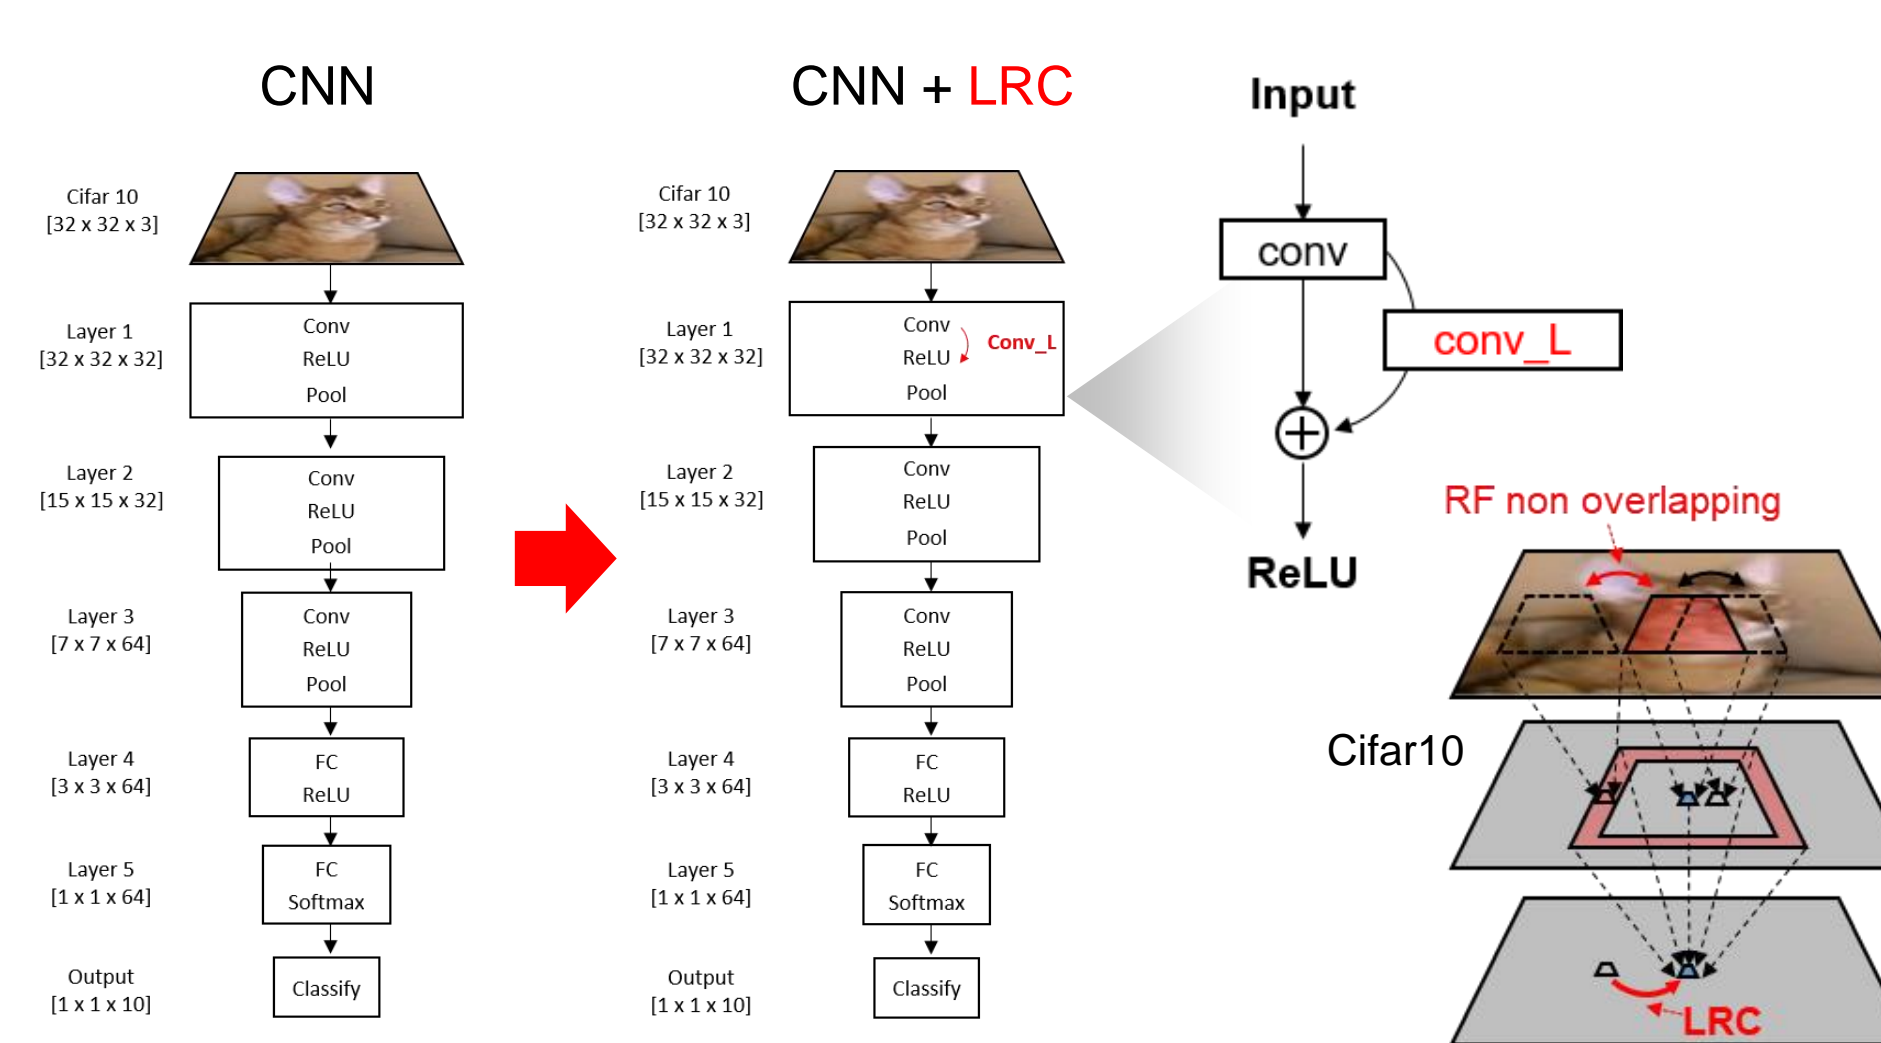 CNN
Cifar 10
[32 x 32 x 3]
Layer 1
[32 x 32 x 32]
Conv
ReLU
Pool
Layer 2
[15 x 15 x 32]
Conv
ReLU
Pool
Layer 3
[7 x 7 x 64]
Conv
ReLU
Pool
Layer 4
[3 x 3 x 64]
FC
ReLU
Layer 5
[1 x 1 x 64]
FC
Softmax
Output
[1 x 1 x 10]
Classify
CNN + LRC
Cifar 10
[32 x 32 x 3]
Layer 1
[32 x 32 x 32]
Conv
ReLU
Pool
Conv_L
Layer 2
[15 x 15 x 32]
Conv
ReLU
Pool
Layer 3
[7 x 7 x 64]
Conv
ReLU
Pool
Layer 4
[3 x 3 x 64]
FC
ReLU
Layer 5
[1 x 1 x 64]
FC
Softmax
Output
[1 x 1 x 10]
Classify
Input
conv
conv_L
ReLU
RF non overlapping
Cifar10
LRC